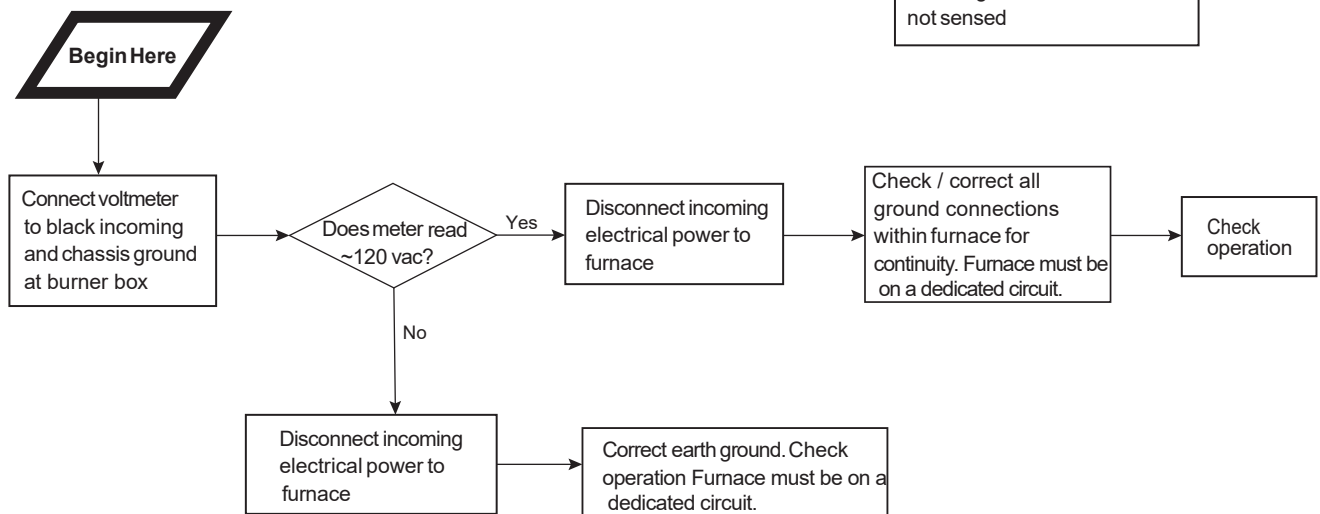 not sensed
Begin Here
Connect voltmeter
to black incoming
and chassis ground
at burner box
Does meter read
~120 vac?
Yes
Disconnect incoming
electrical power to
furnace
Check / correct all
ground connections
within furnace for
continuity. Furnace must be
on a dedicated circuit.
Check
operation
No
Disconnect incoming
electrical power to
furnace
Correct earth ground. Check
operation Furnace must be on a
dedicated circuit.